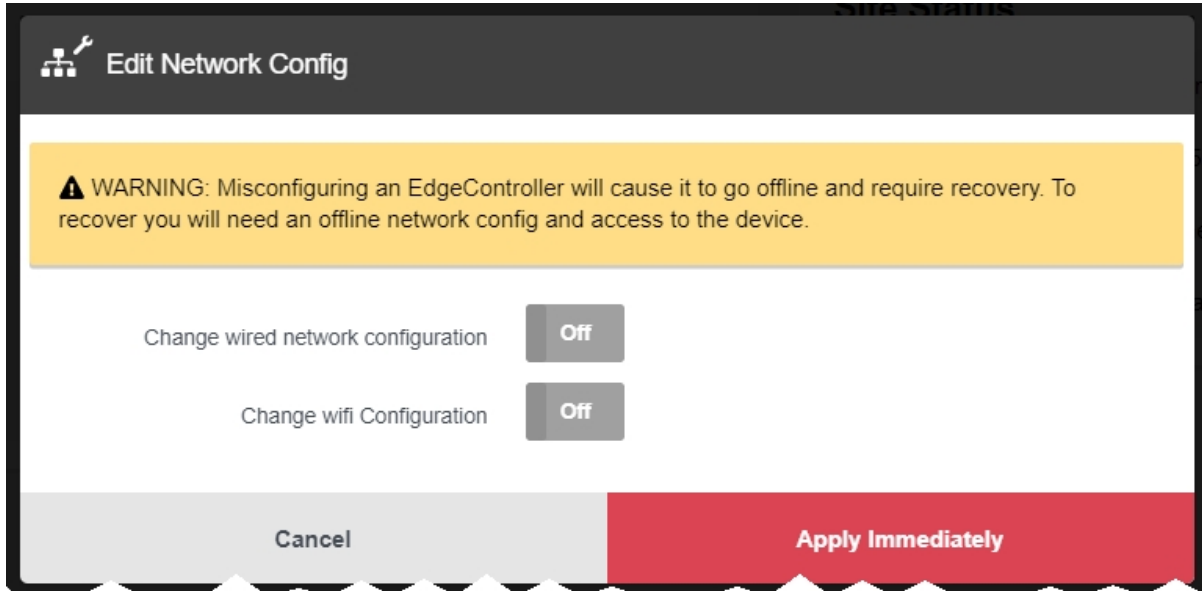 Site Status
Edit Network Config
WARNING: Misconfiguring an EdgeController will cause it to go offline and require recovery. To
recover you will need an offline network config and access to the device.
Change wired network configuration
Off
Change wifi Configuration
Off
Cancel
Apply Immediately